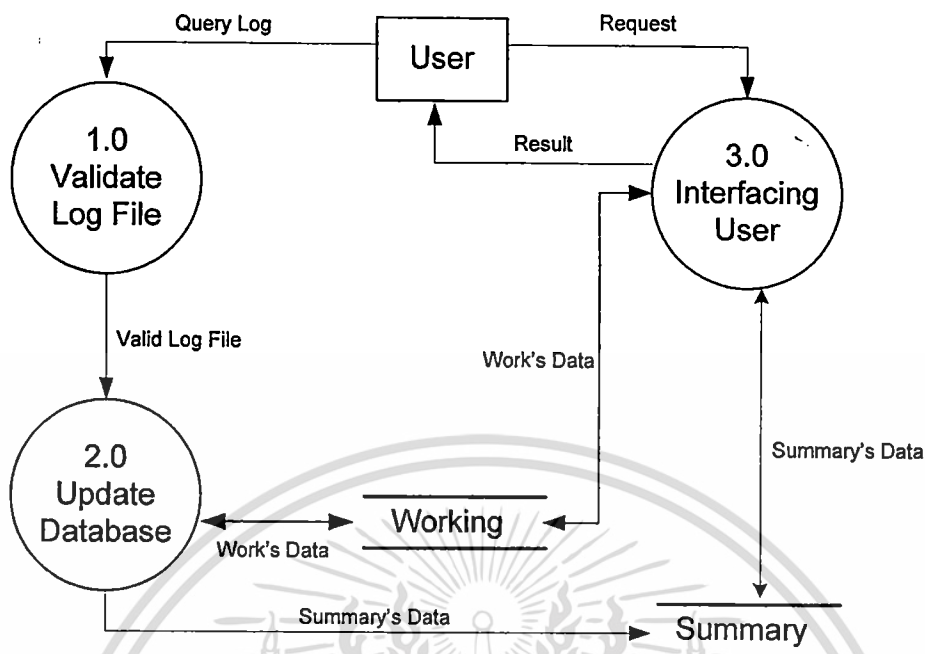 Query Log
User
Request
1.0
Validate
Log File
Result
3.0
Interfacing
User
Valid Log File
Work's Data
Summary's Data
2.0
Update
Database
Working
Work's Data
Summary's Data
Summary